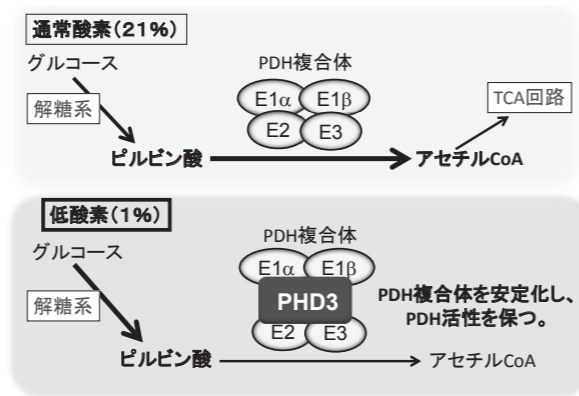 通常酸素（21％）
グルコース
PDH複合体
解糖系
E1α E1β
E2 E3
TCA回路
ピルビン酸
アセチルCoA
低酸素（1％）
グルコース
PDH複合体
解糖系
E1α E1β
PHD3
E2 E3
PDH複合体を安定化し、
PDH活性を保つ。
ピルビン酸
アセチルCoA